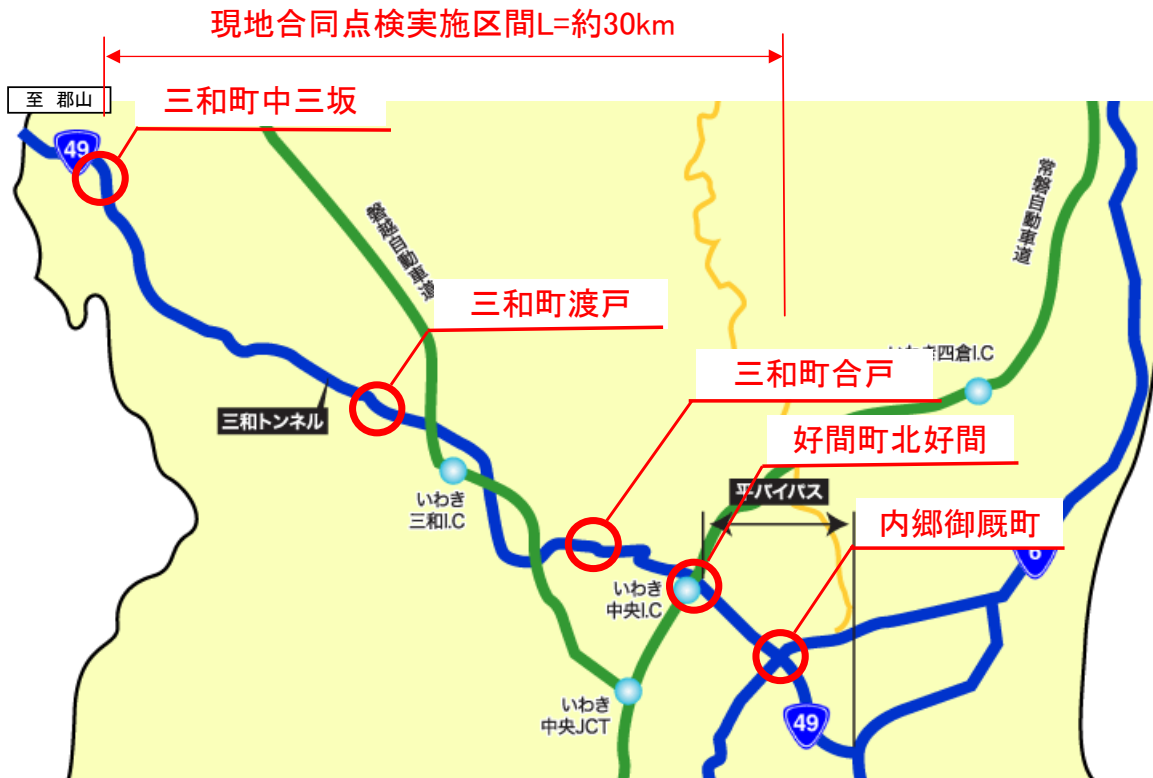 現地合同点検実施区間L=約30km
至 郡山
三和町中三坂
49
常磐自動車道
磐越自動車道
三和町渡戸
いわき四倉I.C
三和町合戸
三和トンネル
好間町北好間
平バイパス
いわき
三和I.C
内郷御厩町
6
いわき
中央I.C
いわき
中央JCT
49